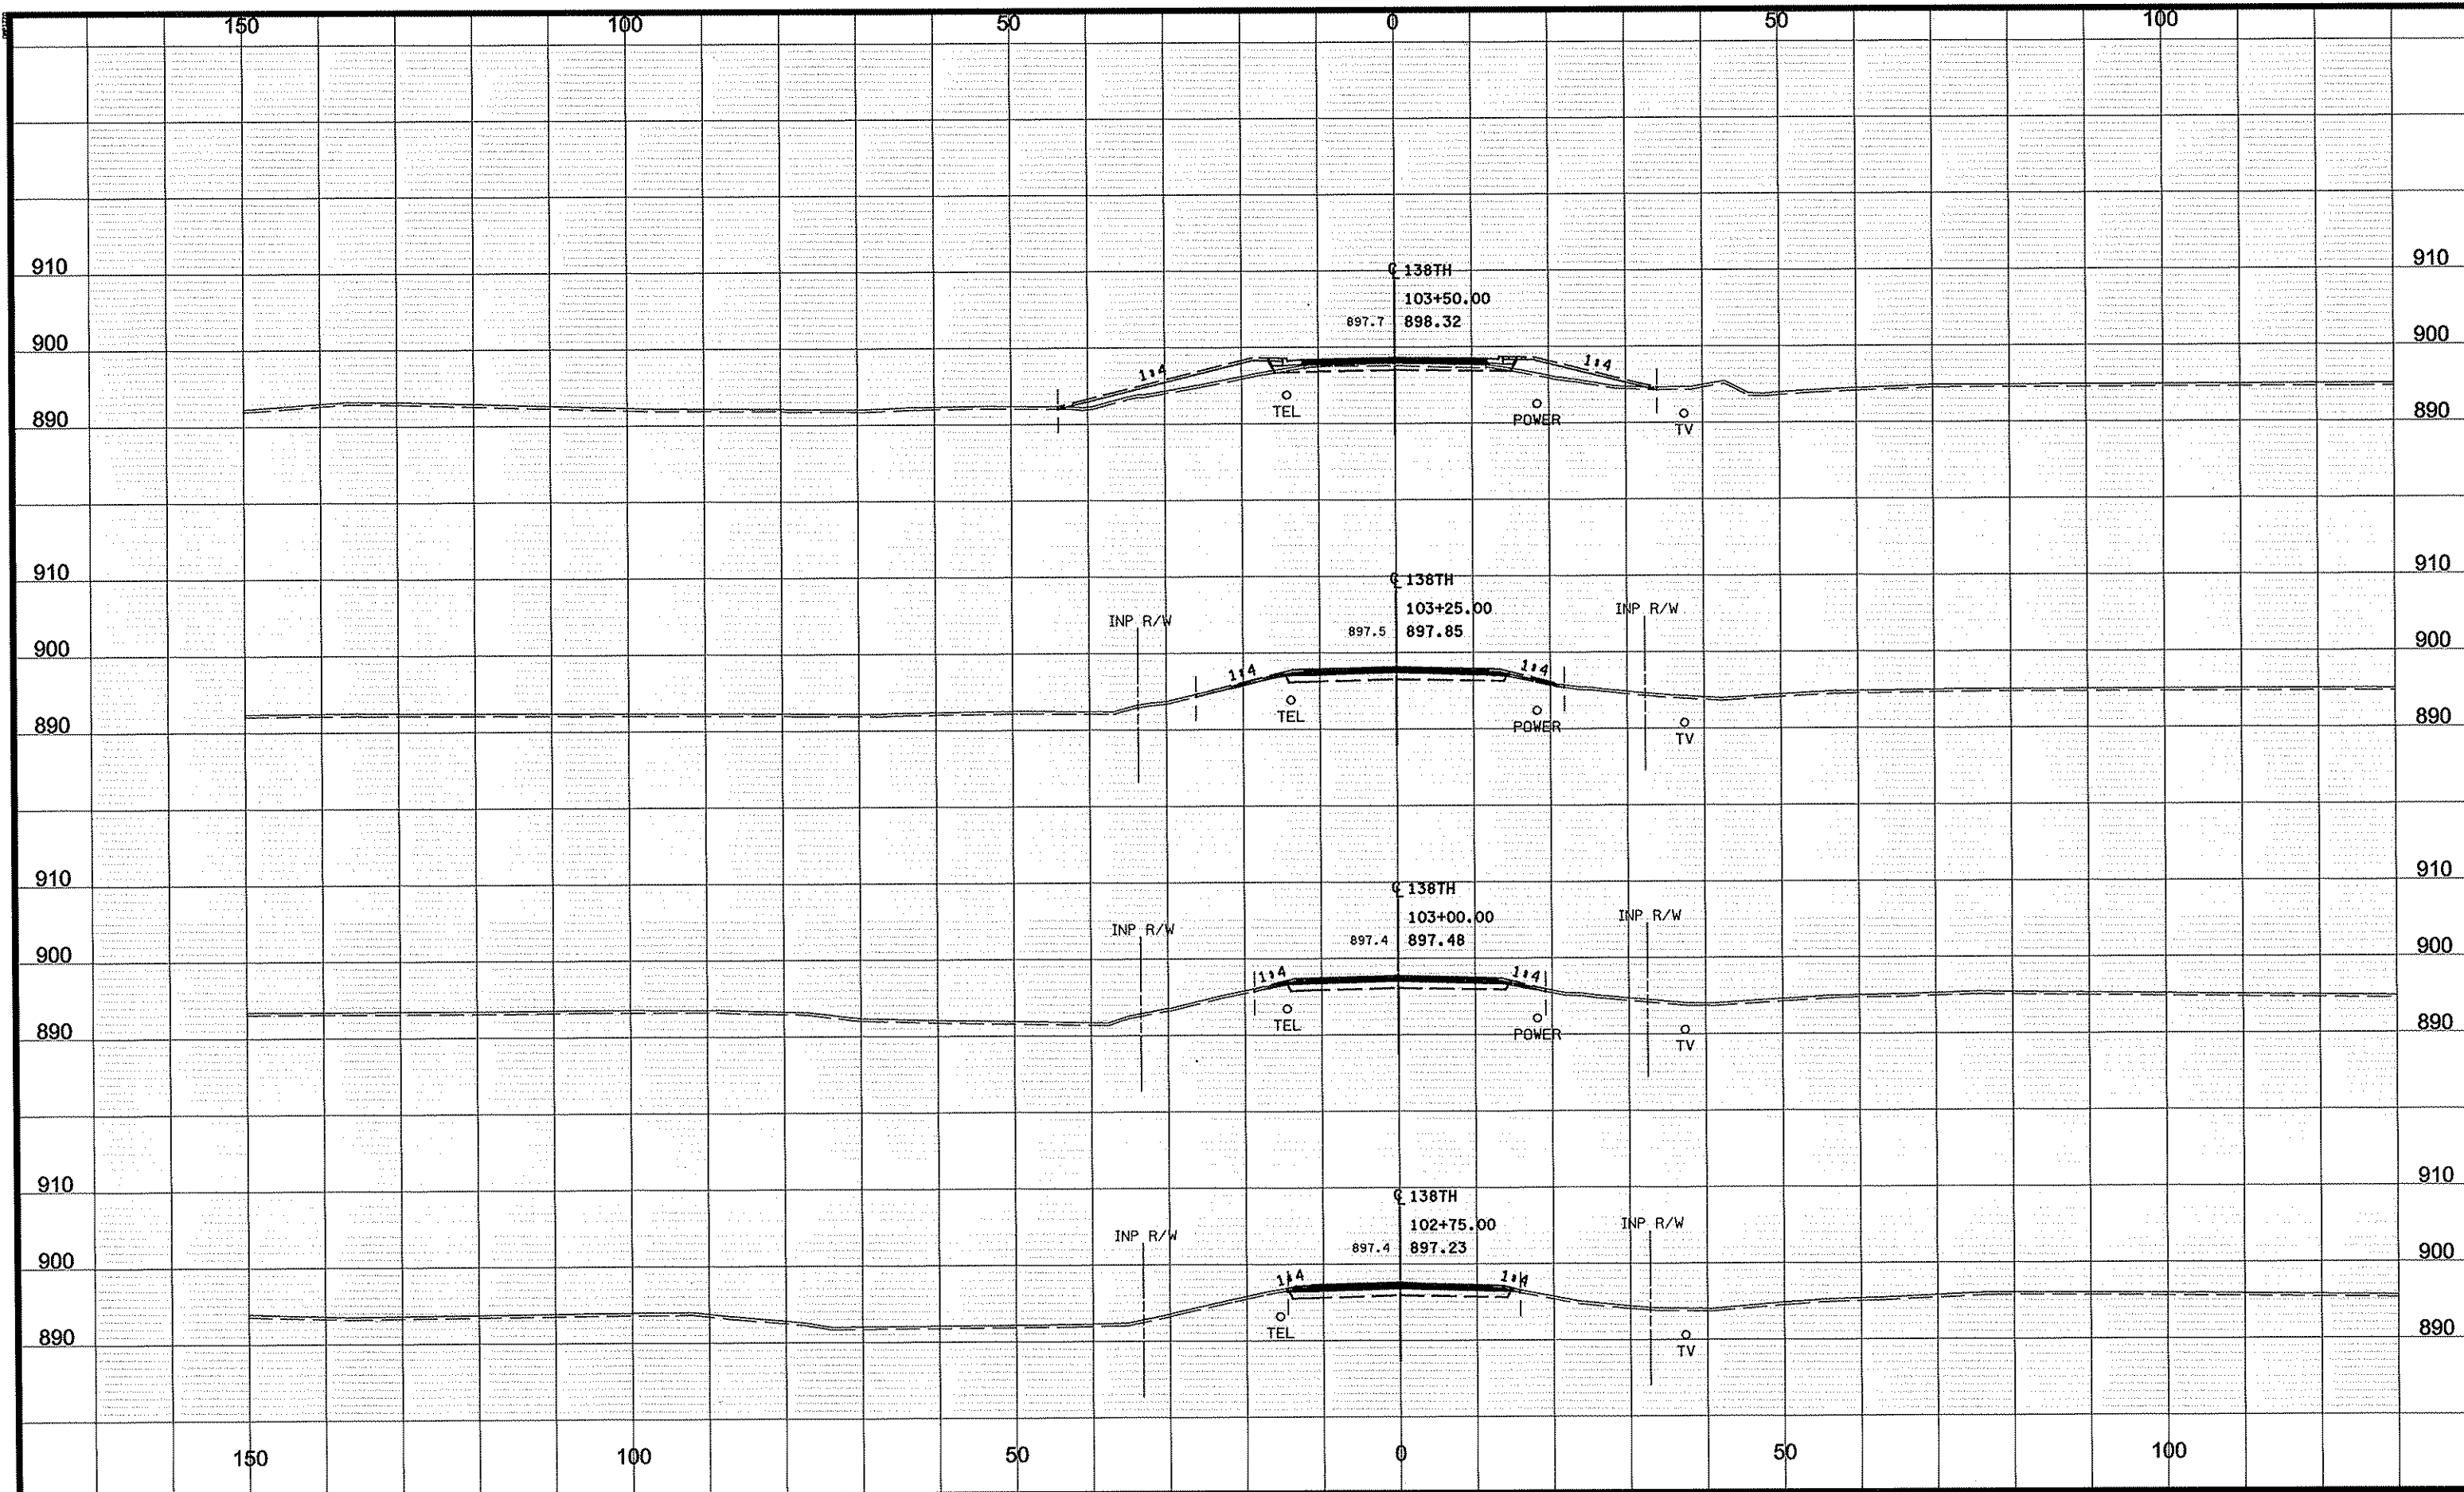 150 100 50 0 50 100
910 ℄ 138TH 910
103+50.00
897.7 898.32
900 900
1:4 1:4
890 TEL POWER TV 890
910 ℄ 138TH 910
INP R/W 103+25.00 INP R/W
897.5 897.85
900 900
1:4 1:4
890 TEL POWER TV 890
910 ℄ 138TH 910
INP R/W 103+00.00 INP R/W
897.4 897.48
900 900
1:4 1:4
890 TEL POWER TV 890
910 ℄ 138TH 910
INP R/W 102+75.00 INP R/W
897.4 897.23
900 900
1:4 1:4
890 TEL TV 890
150 100 50 0 50 100